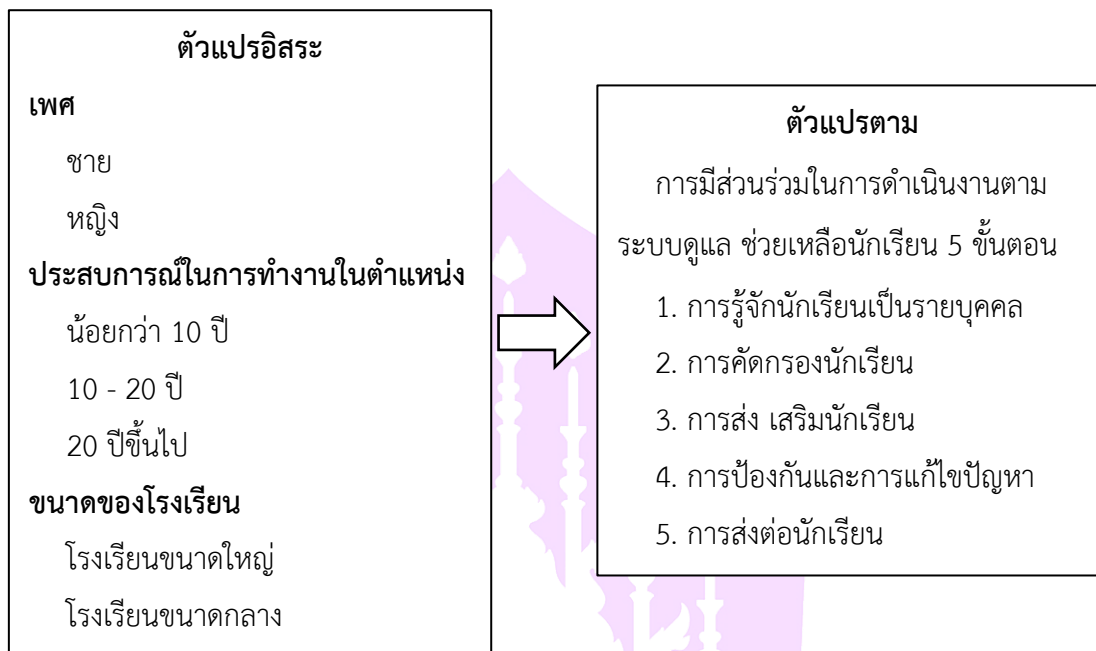 ตัวแปรอิสระ
เพศ
ชาย
หญิง
ประสบการณ์ในการทำงานในตำแหน่ง
น้อยกว่า 10 ปี
10 - 20 ปี
20 ปีขึ้นไป
ขนาดของโรงเรียน
โรงเรียนขนาดใหญ่
โรงเรียนขนาดกลาง
ตัวแปรตาม
การมีส่วนร่วมในการดำเนินงานตาม
ระบบดูแล ช่วยเหลือนักเรียน 5 ขั้นตอน
1. การรู้จักนักเรียนเป็นรายบุคคล
2. การคัดกรองนักเรียน
3. การส่ง เสริมนักเรียน
4. การป้องกันและการแก้ไขปัญหา
5. การส่งต่อนักเรียน